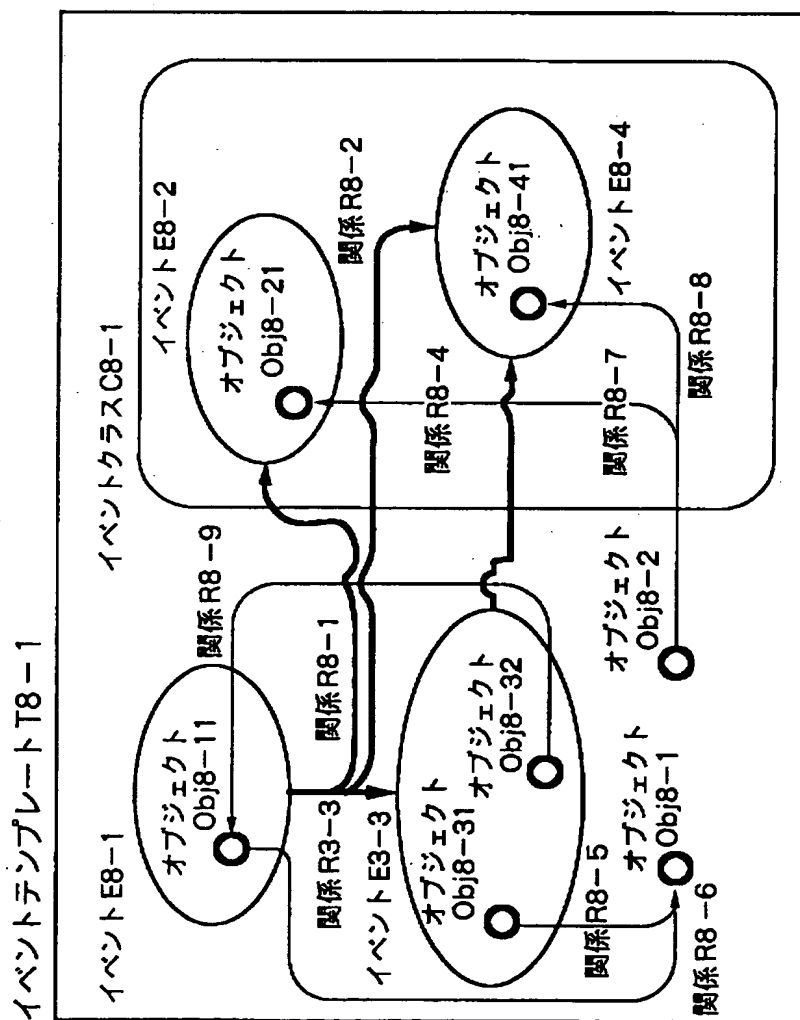 イベントテンプレートT8-1
イベントE8-1
オブジェクト
Obj8-11
関係R8-9
イベントクラスC8-1
イベントE8-2
オブジェクト
Obj8-21
関係R8-2
関係R8-1
関係R3-3
イベントE3-3
オブジェクト
Obj8-31
オブジェクト
Obj8-32
関係R8-4
オブジェクト
Obj8-41
イベントE8-4
関係R8-5
関係R8-6
オブジェクト
Obj8-1
オブジェクト
Obj8-2
関係R8-7
関係R8-8